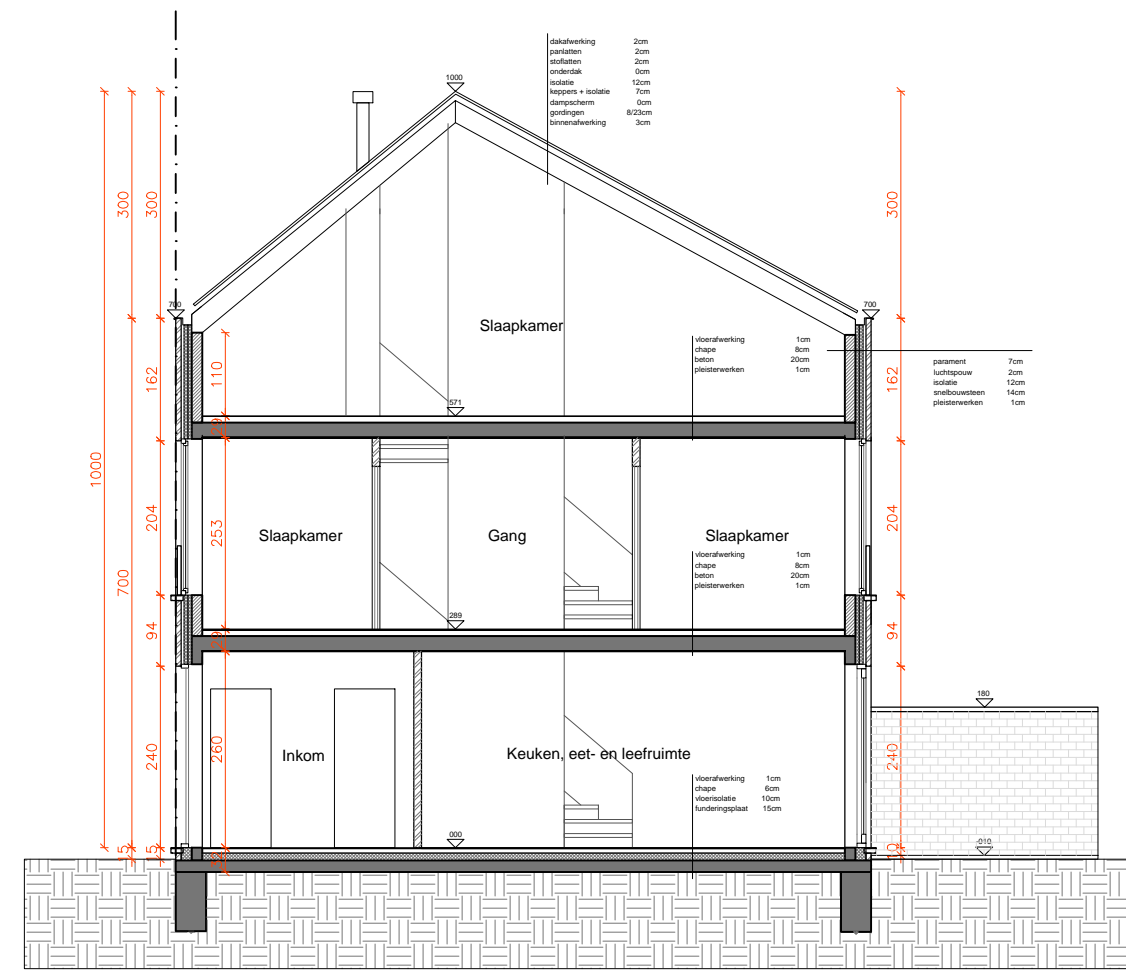 dakafwerking 2cm
panlatten 2cm
stoflatten 2cm
onderdak 0cm
isolatie 12cm
keppers + isolatie 7cm
dampscherm 0cm
gordingen 8/23cm
binnenafwerking 3cm
1000
300
300
300
700
700
Slaapkamer
vloerafwerking 1cm
chape 8cm
beton 20cm
pleisterwerken 1cm
parament 7cm
luchtspouw 2cm
isolatie 12cm
snelbouwsteen 14cm
pleisterwerken 1cm
162
110
162
571
29
1000
204
253
204
Slaapkamer
Gang
Slaapkamer
vloerafwerking 1cm
chape 8cm
beton 20cm
pleisterwerken 1cm
700
94
94
289
29
180
240
260
240
Inkom
Keuken, eet- en leefruimte
vloerafwerking 1cm
chape 6cm
vloerisolatie 10cm
funderingsplaat 15cm
000
-010
15
15
10